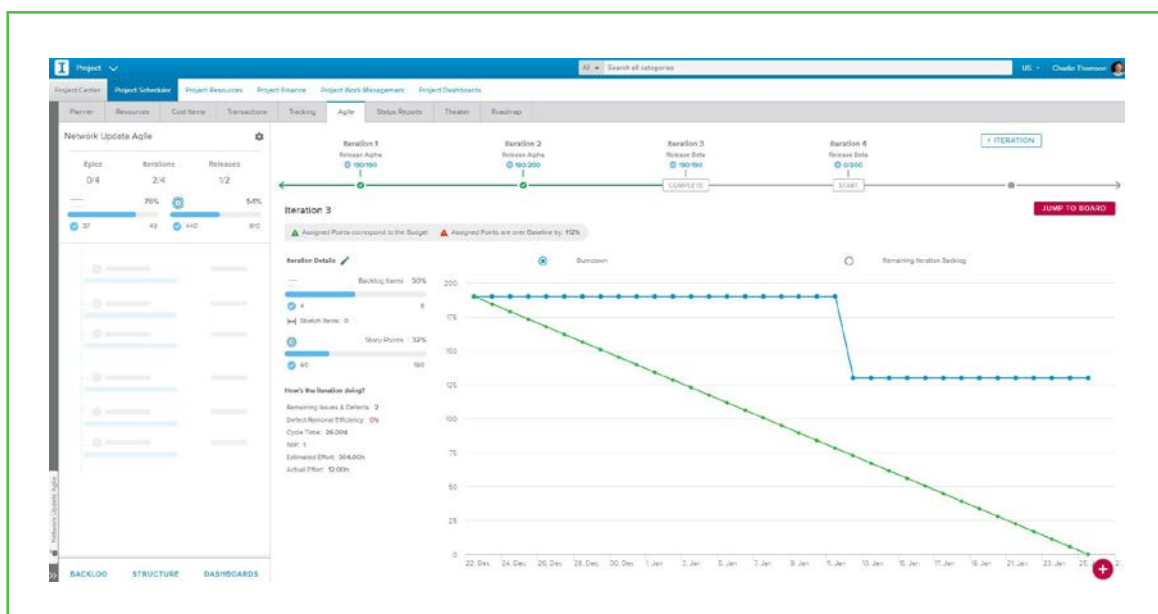 Project
All
Search all categories
US
Charlie Thomson
Project Center
Project Scheduler
Project Resources
Project Finance
Project Work Management
Project Dashboards
Planner
Resources
Cost Items
Transactions
Tracking
Agile
Status Reports
Theater
Roadmap
Network Update Agile
Epics
Iterations
Releases
0/4
2/4
1/2
76%
54%
37
49
440
Iteration 1
Release Alpha
190/190
Iteration 2
Release Alpha
190/200
Iteration 3
Release Beta
190/190
COMPLETE
Iteration 4
Release Beta
0/200
START
+ ITERATION
Iteration 3
JUMP TO BOARD
Assigned Points correspond to the Budget
Assigned Points are over Baseline by: 112%
Iteration Details
Burndown
Remaining Iteration Backlog
Backlog Items 50%
4
8
Stretch Items: 0
Story Points 32%
60
190
How's the Iteration doing?
Remaining Issues & Defects: 3
Defect Removal Efficiency: 0%
Cycle Time: 26.00d
WIP: 1
Estimated Effort: 304.00h
Actual Effort: 12.00h
200
175
150
125
100
75
50
25
0
22. Dec
24. Dec
26. Dec
28. Dec
30. Dec
1. Jan
3. Jan
5. Jan
7. Jan
9. Jan
11. Jan
13. Jan
15. Jan
17. Jan
19. Jan
21. Jan
23. Jan
25.
Network Update Agile
BACKLOG
STRUCTURE
DASHBOARDS